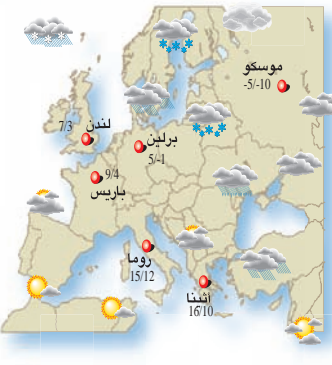 موسكو
-5/-10
لندن
7/3
برلين
5/-1
9/4
باريس
روما
15/12
أثينا
16/10